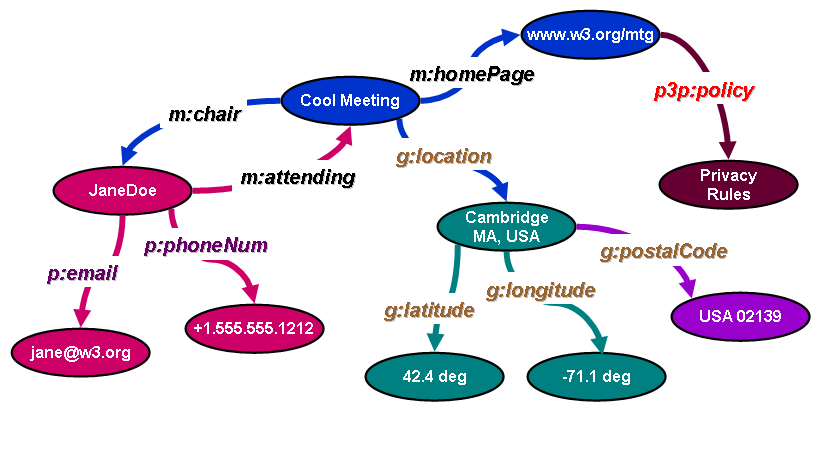 www.w3.org/mtg
m:homePage
p3p:policy
Cool Meeting
m:chair
g:location
m:attending
JaneDoe
Privacy
Rules
Cambridge
MA, USA
p:phoneNum
g:postalCode
p:email
g:longitude
g:latitude
USA 02139
+1.555.555.1212
jane@w3.org
42.4 deg
-71.1 deg